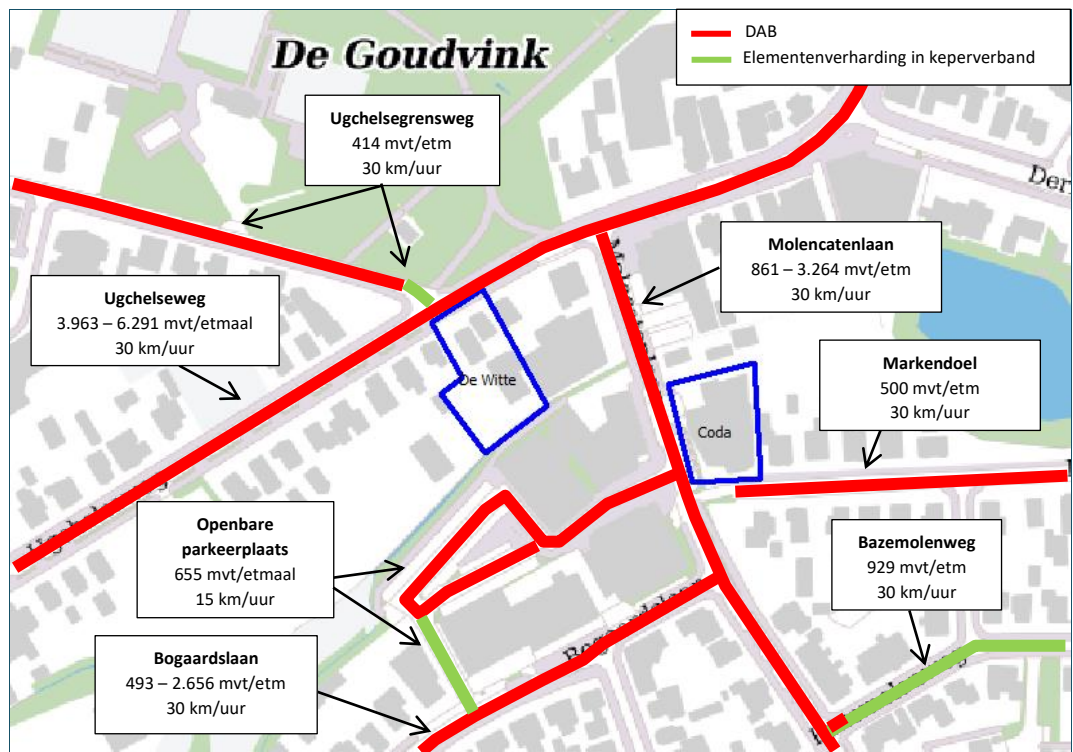 De Goudvink
DAB
Elementenverharding in keperverband
Ugchelsegrensweg
414 mvt/etm
30 km/uur
Molencatenlaan
861 – 3.264 mvt/etm
30 km/uur
Ugchelseweg
3.963 – 6.291 mvt/etmaal
30 km/uur
De Witte
Markendoel
500 mvt/etm
30 km/uur
Coda
Openbare
parkeerplaats
655 mvt/etmaal
15 km/uur
Bazemolenweg
929 mvt/etm
30 km/uur
Bogaardslaan
493 – 2.656 mvt/etm
30 km/uur